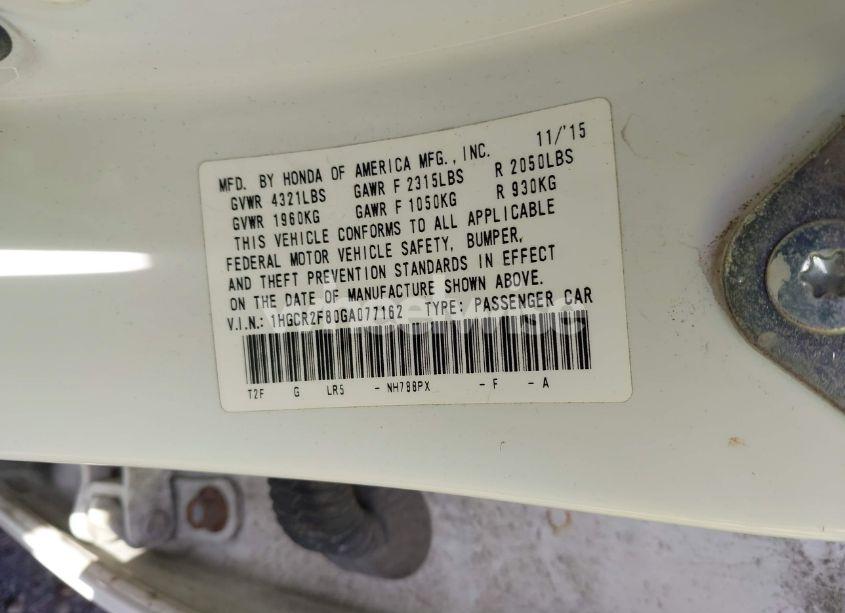 MFD. BY HONDA OF AMERICA MFG., INC. 11/'15
GVWR 4321LBS GAWR F 2315LBS R 2050LBS
GVWR 1960KG GAWR F 1050KG R 930KG
THIS VEHICLE CONFORMS TO ALL APPLICABLE
FEDERAL MOTOR VEHICLE SAFETY, BUMPER,
AND THEFT PREVENTION STANDARDS IN EFFECT
ON THE DATE OF MANUFACTURE SHOWN ABOVE.
V.I.N.: 1HGCR2F80GA077162 TYPE: PASSENGER CAR
T2F G LR5 - NH788PX - F - A